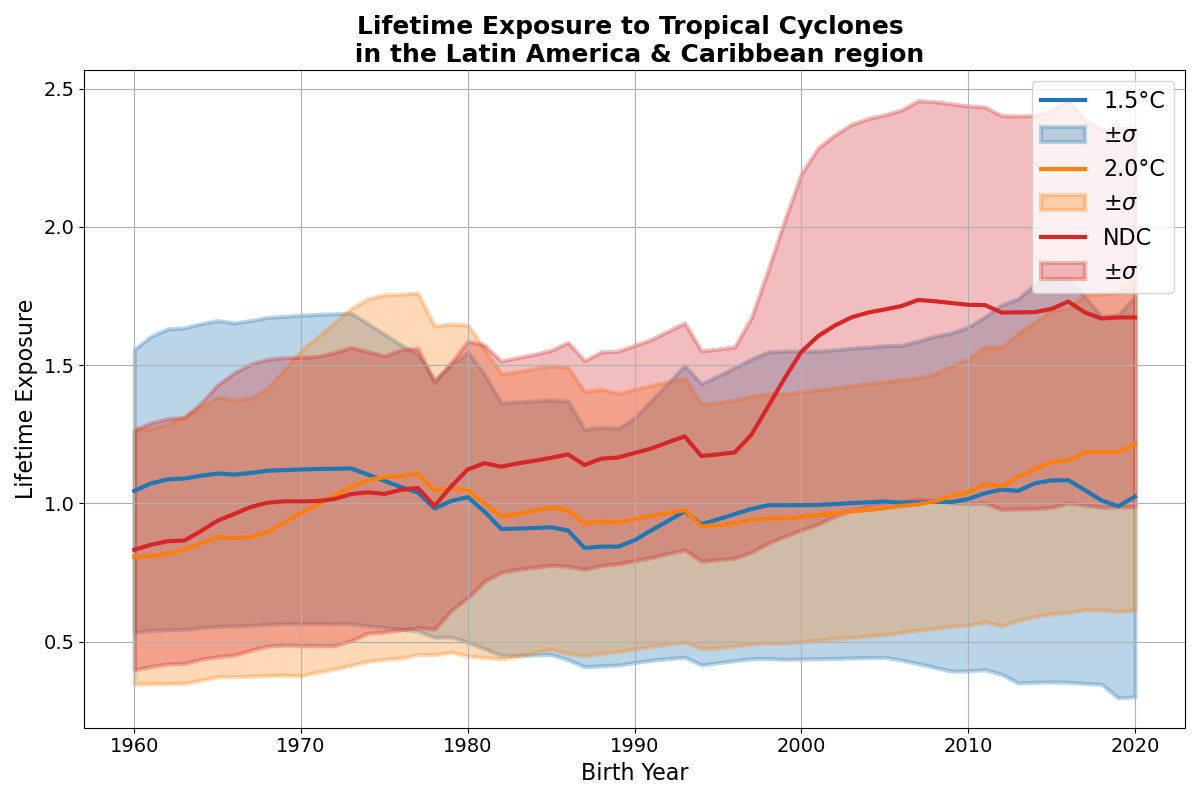 Lifetime Exposure to Tropical Cyclones
in the Latin America & Caribbean region
2.5
2.0
1.5
1.0
0.5
Lifetime Exposure
1.5°C
±σ
2.0°C
±σ
NDC
±σ
1960
1970
1980
1990
2000
2010
2020
Birth Year